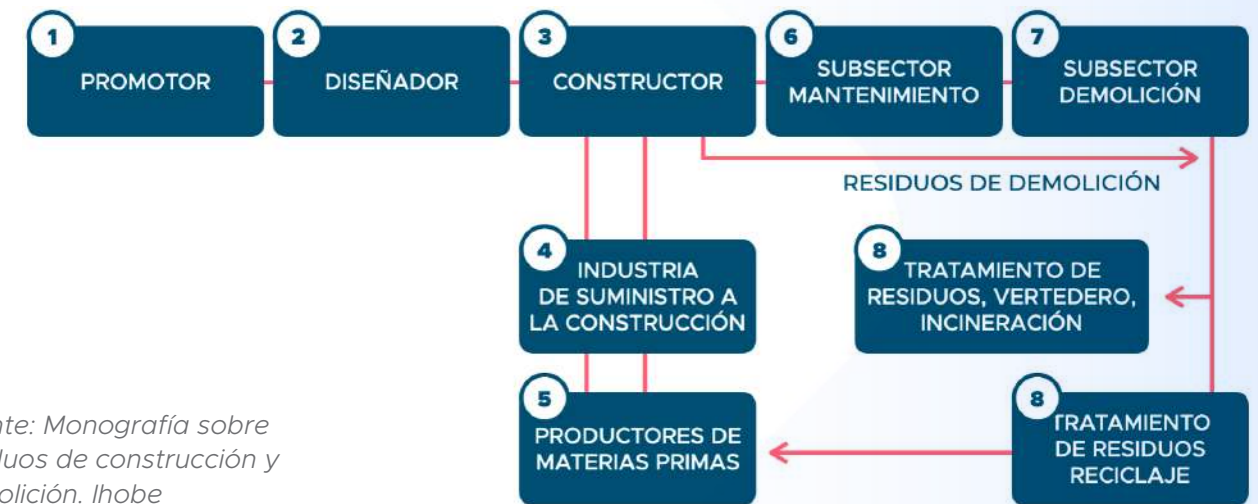 1
PROMOTOR
2
DISEÑADOR
3
CONSTRUCTOR
6
SUBSECTOR
MANTENIMIENTO
7
SUBSECTOR
DEMOLICIÓN
RESIDUOS DE DEMOLICIÓN
4
INDUSTRIA
DE SUMINISTRO A
LA CONSTRUCCIÓN
8
TRATAMIENTO DE
RESIDUOS, VERTEDERO,
INCINERACIÓN
5
PRODUCTORES DE
MATERIAS PRIMAS
8
TRATAMIENTO
DE RESIDUOS
RECICLAJE
nte: Monografía sobre
duos de construcción y
olición. Ihobe